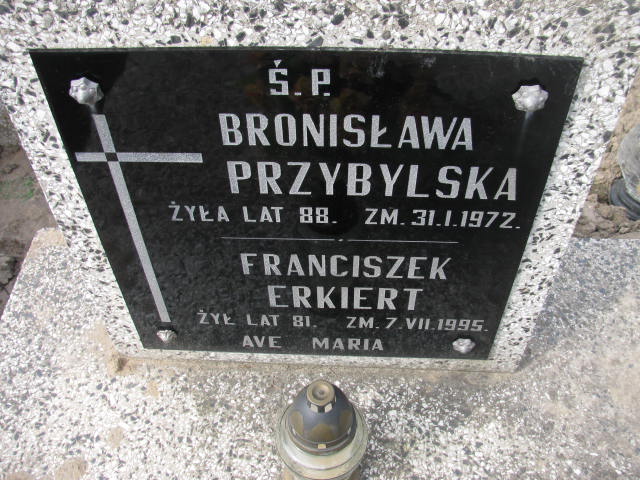 Ś.P.
BRONISŁAWA
PRZYBYLSKA
ŻYŁA LAT 88. ZM. 31.I.1972.
FRANCISZEK
ERKIERT
ŻYŁ LAT 81. ZM. 7.VII.1995.
AVE MARIA